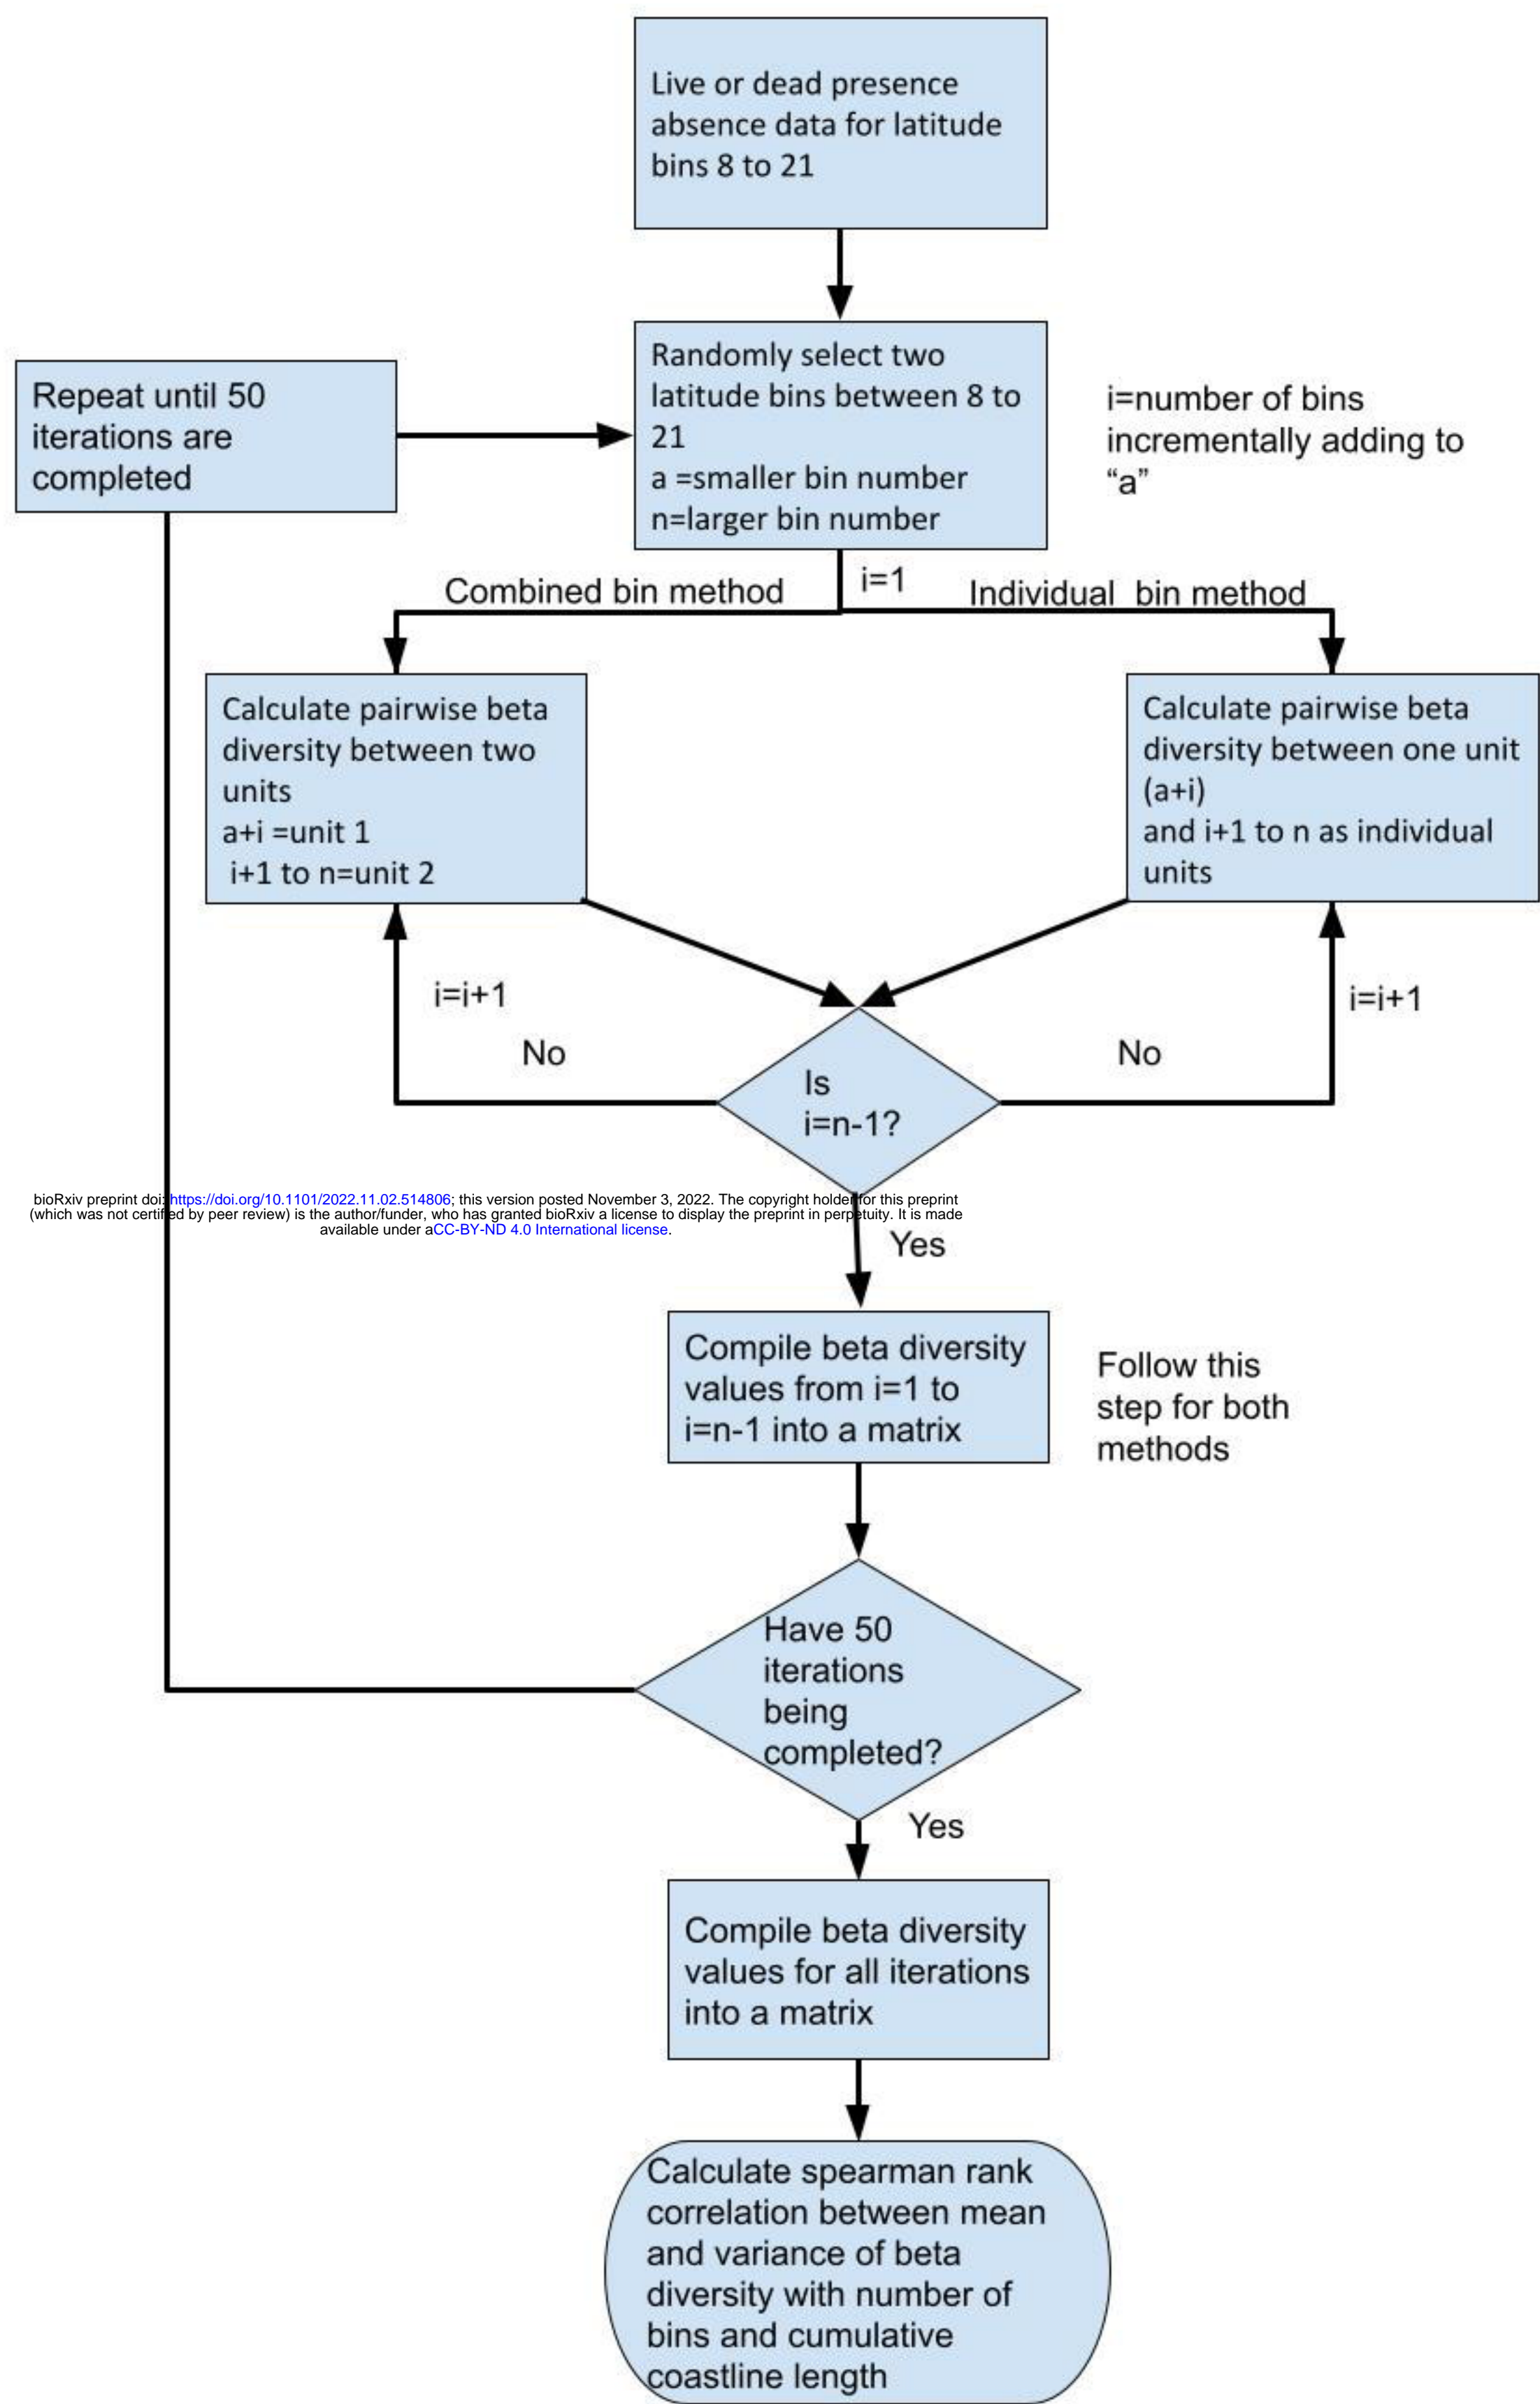 Live or dead presence
absence data for latitude
bins 8 to 21
Repeat until 50
iterations are
completed
Randomly select two
latitude bins between 8 to
21
a =smaller bin number
n=larger bin number
i=number of bins
incrementally adding to
“a”
Combined bin method
i=1
Individual bin method
Calculate pairwise beta
diversity between two
units
a+i =unit 1
i+1 to n=unit 2
Calculate pairwise beta
diversity between one unit
(a+i)
and i+1 to n as individual
units
i=i+1
i=i+1
No
No
Is
i=n-1?
bioRxiv preprint doi: https://doi.org/10.1101/2022.11.02.514806; this version posted November 3, 2022. The copyright holder for this preprint
(which was not certified by peer review) is the author/funder, who has granted bioRxiv a license to display the preprint in perpetuity. It is made
available under aCC-BY-ND 4.0 International license.
Yes
Compile beta diversity
values from i=1 to
i=n-1 into a matrix
Follow this
step for both
methods
Have 50
iterations
being
completed?
Yes
Compile beta diversity
values for all iterations
into a matrix
Calculate spearman rank
correlation between mean
and variance of beta
diversity with number of
bins and cumulative
coastline length